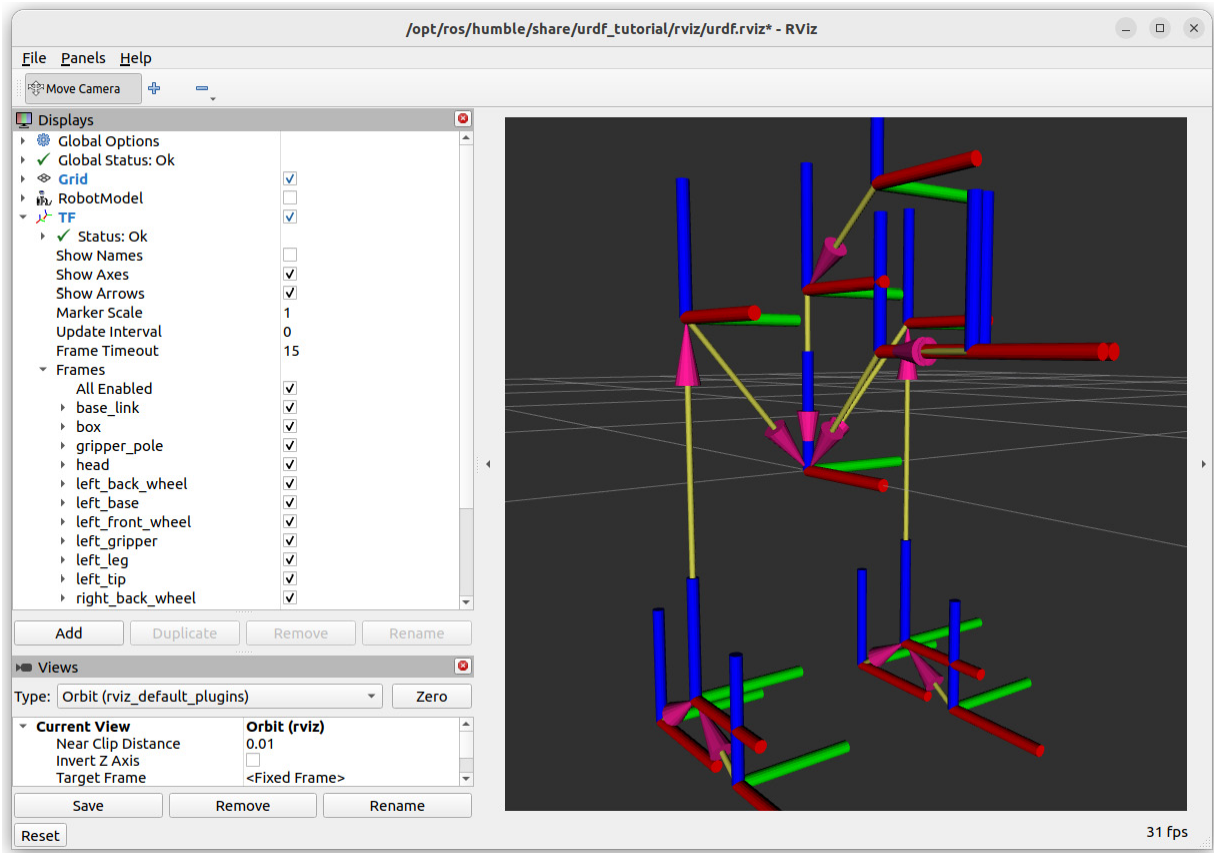 /opt/ros/humble/share/urdf_tutorial/rviz/urdf.rviz* - RViz
File Panels Help
Move Camera
Displays
Global Options
Global Status: Ok
Grid
RobotModel
TF
Status: Ok
Show Names
Show Axes
Show Arrows
Marker Scale 1
Update Interval 0
Frame Timeout 15
Frames
All Enabled
base_link
box
gripper_pole
head
left_back_wheel
left_base
left_front_wheel
left_gripper
left_leg
left_tip
right_back_wheel
Add Duplicate Remove Rename
Views
Type: Orbit (rviz_default_plugins) Zero
Current View Orbit (rviz)
Near Clip Distance 0.01
Invert Z Axis
Target Frame <Fixed Frame>
Save Remove Rename
Reset 31 fps